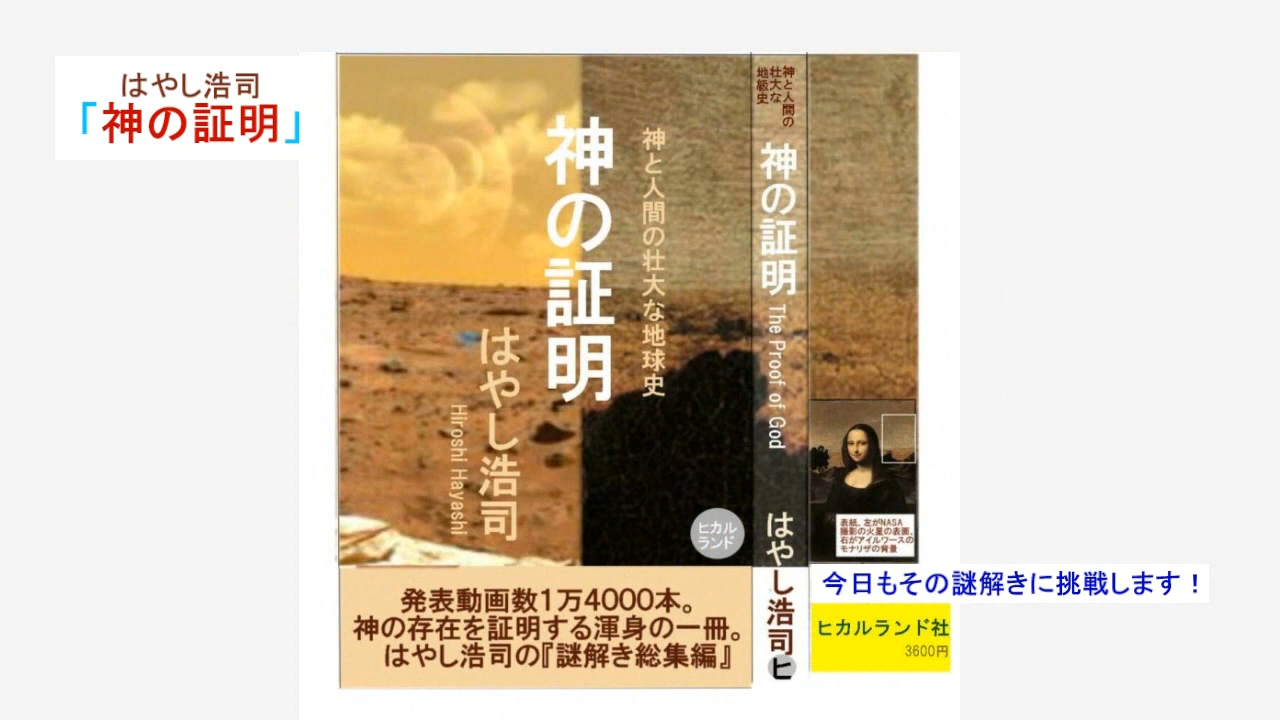 はやし浩司
「神の証明」
神と人間の壮大な地球史
神の証明
はやし浩司
Hiroshi Hayashi
ヒカル
ランド
発表動画数1万4000本。
神の存在を証明する渾身の一冊。
はやし浩司の『謎解き総集編』
神と人間の
壮大な
地級史
神の証明 The Proof of God
はやし浩司
ヒ
表紙、左がNASA
撮影の火星の表面、
右がアイルワースの
モナリザの背景
今日もその謎解きに挑戦します！
ヒカルランド社
3600円